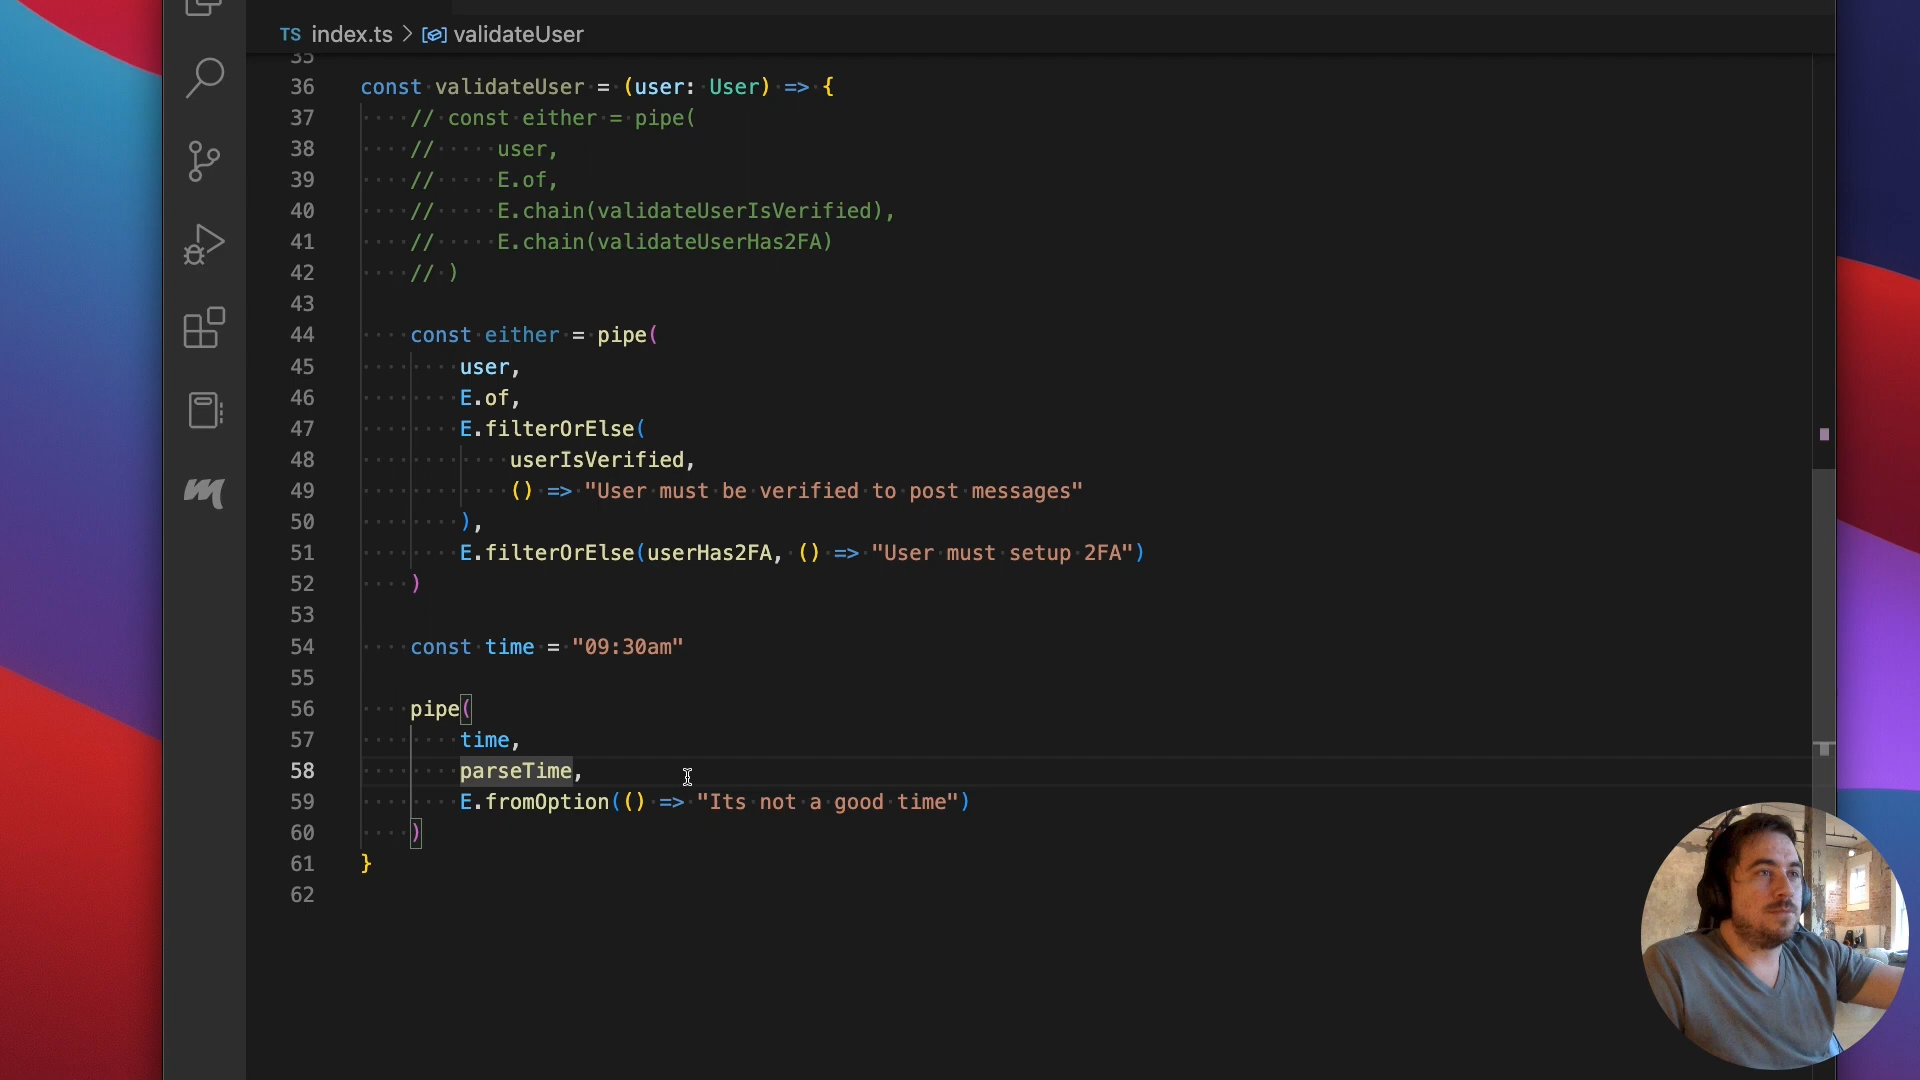 TS index.ts > validateUser
35
36 const validateUser = (user: User) => {
37 // const either = pipe(
38 // user,
39 // E.of,
40 // E.chain(validateUserIsVerified),
41 // E.chain(validateUserHas2FA)
42 // )
43
44 const either = pipe(
45 user,
46 E.of,
47 E.filterOrElse(
48 userIsVerified,
49 () => "User must be verified to post messages"
50 ),
51 E.filterOrElse(userHas2FA, () => "User must setup 2FA")
52 )
53
54 const time = "09:30am"
55
56 pipe(
57 time,
58 parseTime,
59 E.fromOption(() => "Its not a good time")
60 )
61 }
62